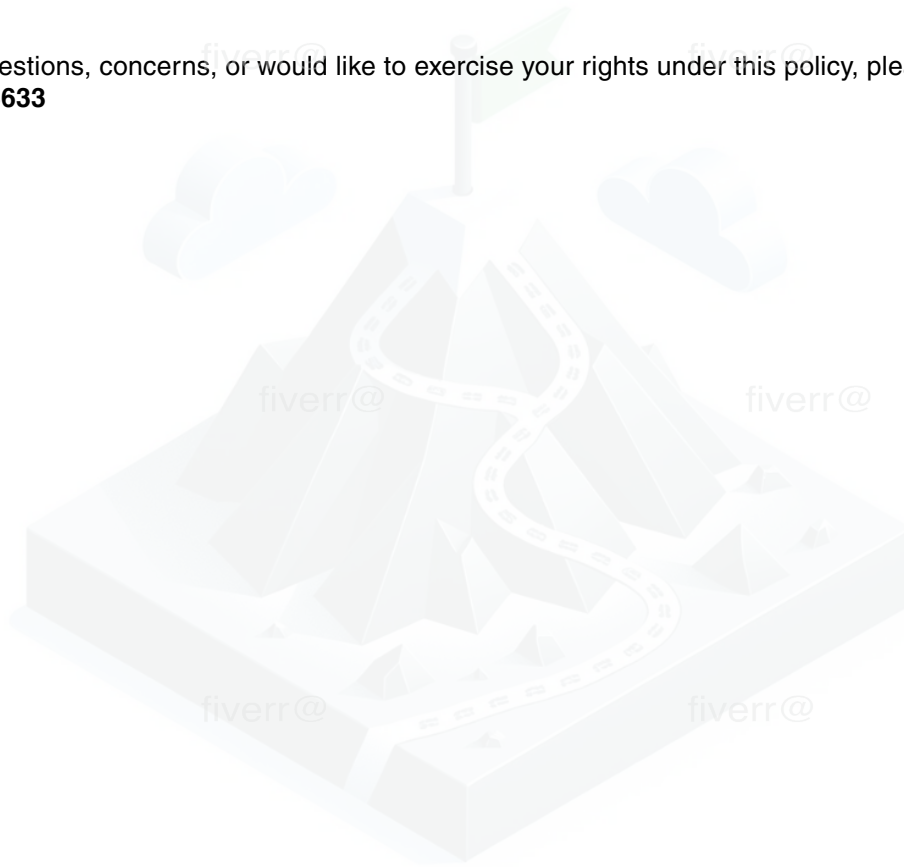 fiverr@ fiverr@
estions, concerns, or would like to exercise your rights under this policy, plea
633
fiverr@ fiverr@
fiverr@ fiverr@